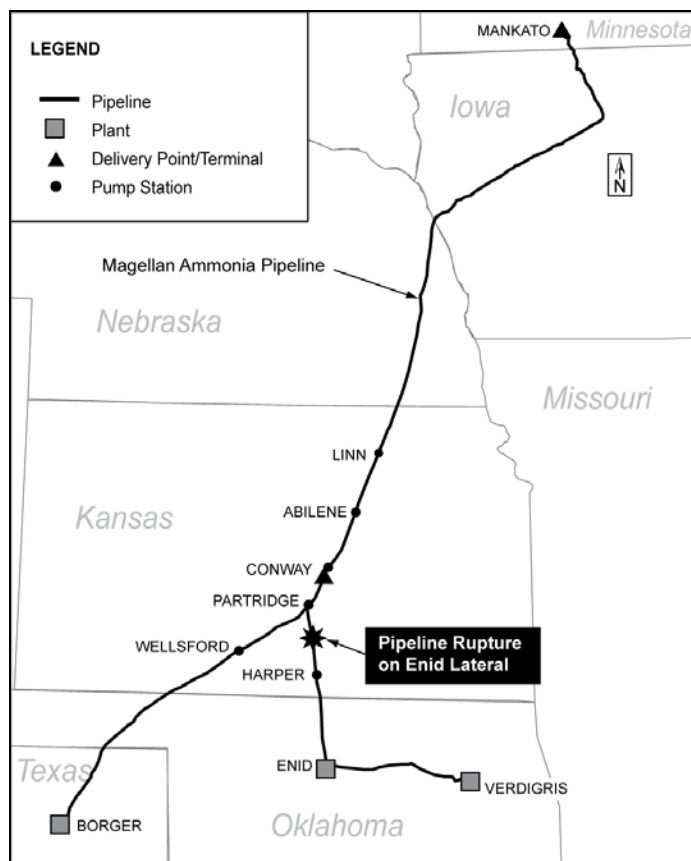 MANKATO
Minnesota
LEGEND
Pipeline
Plant
Delivery Point/Terminal
Pump Station
Iowa
N
Magellan Ammonia Pipeline
Nebraska
Missouri
LINN
Kansas
ABILENE
CONWAY
PARTRIDGE
WELLSFORD
Pipeline Rupture
on Enid Lateral
HARPER
Texas
ENID
VERDIGRIS
BORGER
Oklahoma